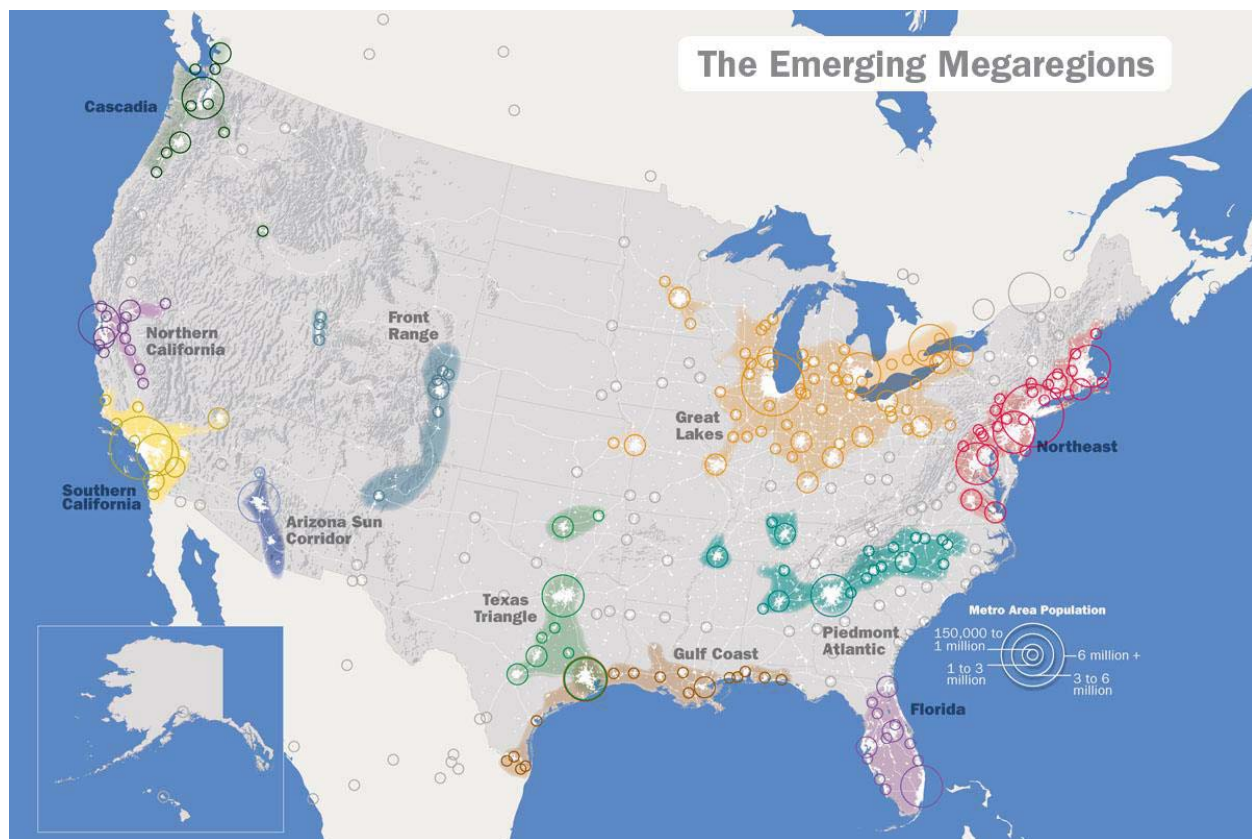 The Emerging Megaregions
Cascadia
Northern
California
Front
Range
Great
Lakes
Northeast
Southern
California
Arizona Sun
Corridor
Texas
Triangle
Gulf Coast
Piedmont
Atlantic
Florida
Metro Area Population
150,000 to
1 million
1 to 3
million
6 million +
3 to 6
million